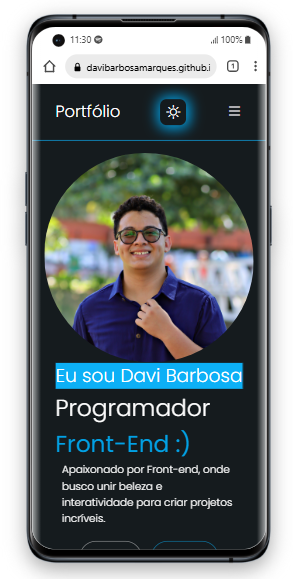 11:30
100%
davibarbosamarques.github.i
1
Portfólio
Eu sou Davi Barbosa
Programador
Front-End :)
Apaixonado por Front-end, onde
busco unir beleza e
interatividade para criar projetos
incríveis.